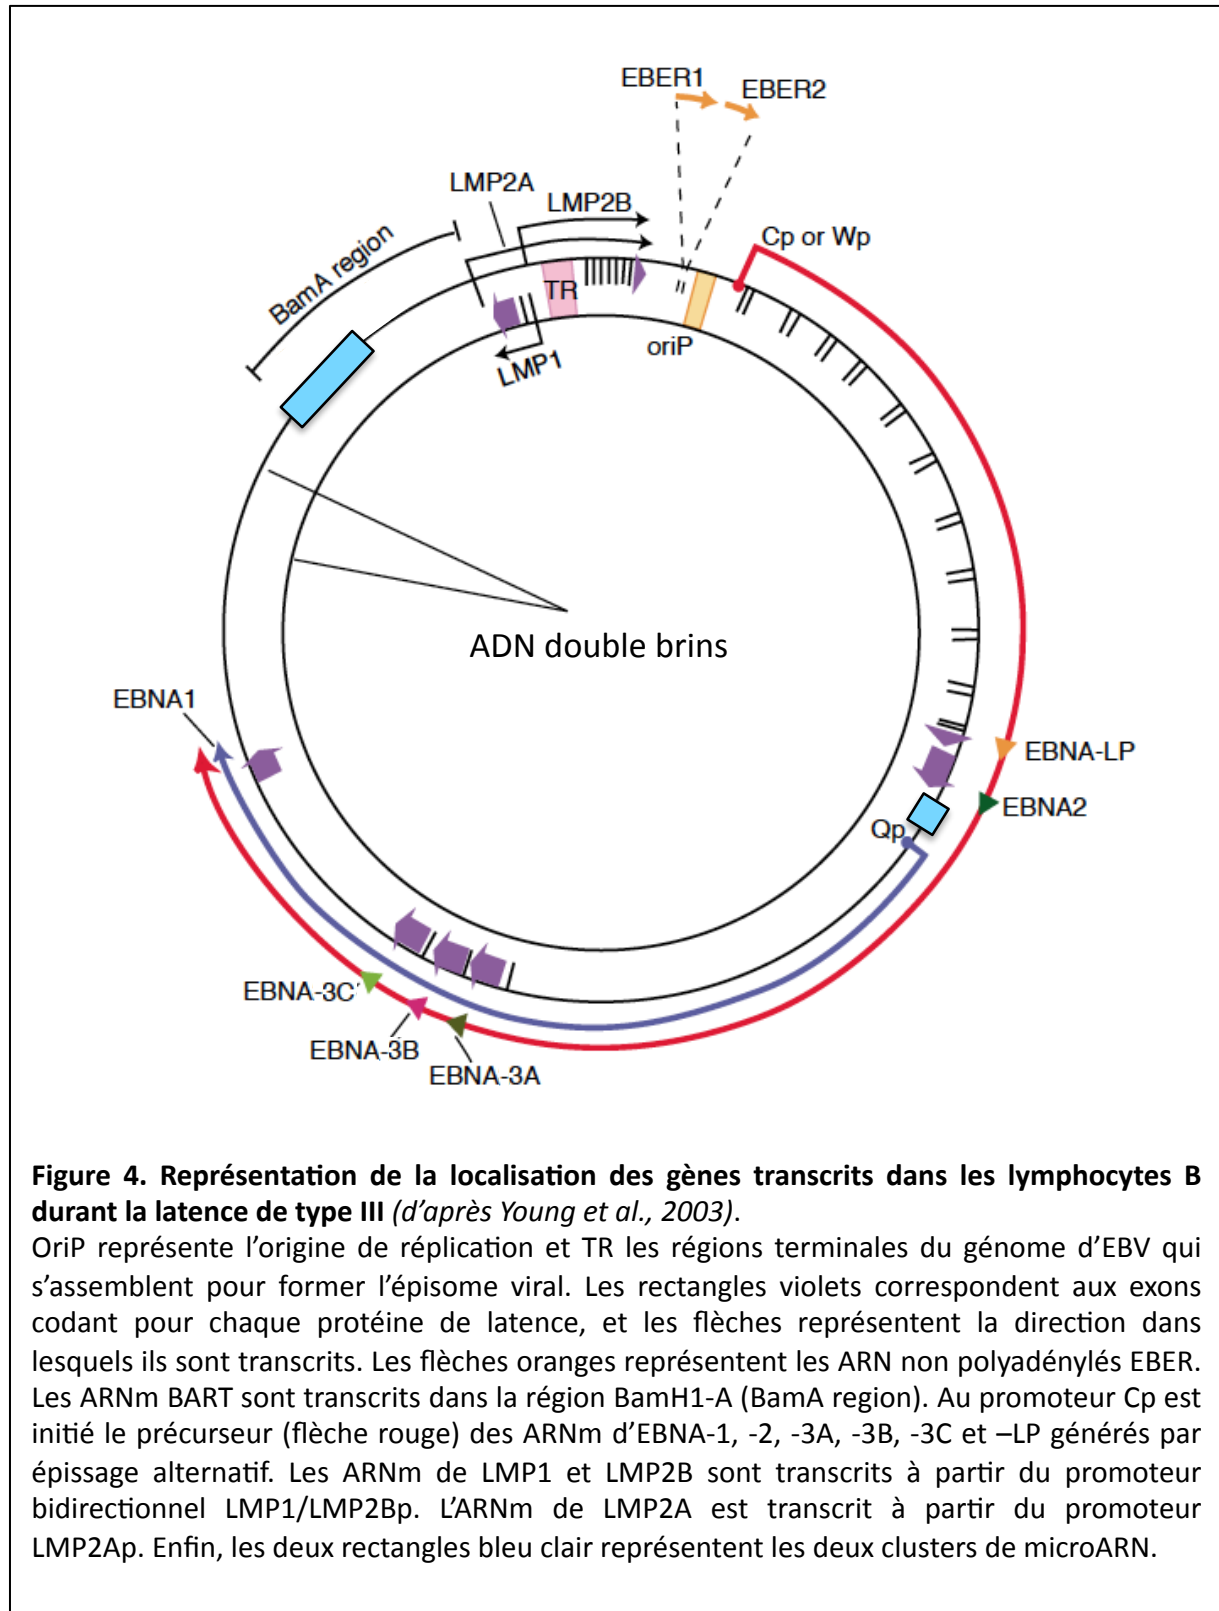 EBER1
EBER2
LMP2A
LMP2B
Cp or Wp
BamA region
TR
oriP
LMP1
ADN double brins
EBNA1
EBNA-LP
EBNA2
Qp
EBNA-3C
EBNA-3B
EBNA-3A
Figure 4. Représentation de la localisation des gènes transcrits dans les lymphocytes B
durant la latence de type III (d'après Young et al., 2003).
OriP représente l'origine de réplication et TR les régions terminales du génome d'EBV qui
s'assemblent pour former l'épisome viral. Les rectangles violets correspondent aux exons
codant pour chaque protéine de latence, et les flèches représentent la direction dans
lesquels ils sont transcrits. Les flèches oranges représentent les ARN non polyadénylés EBER.
Les ARNm BART sont transcrits dans la région BamH1-A (BamA region). Au promoteur Cp est
initié le précurseur (flèche rouge) des ARNm d'EBNA-1, -2, -3A, -3B, -3C et –LP générés par
épissage alternatif. Les ARNm de LMP1 et LMP2B sont transcrits à partir du promoteur
bidirectionnel LMP1/LMP2Bp. L'ARNm de LMP2A est transcrit à partir du promoteur
LMP2Ap. Enfin, les deux rectangles bleu clair représentent les deux clusters de microARN.